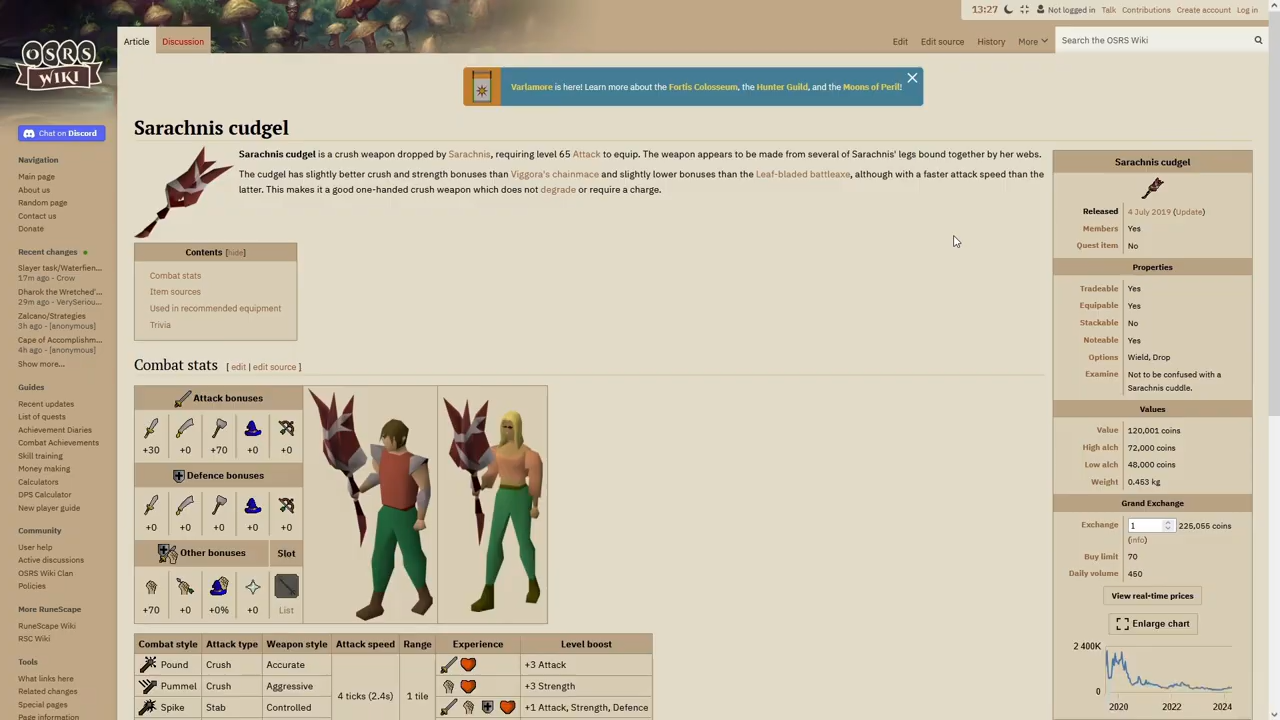 13:27 Not logged in Talk Contributions Create account Log in
OSRS WIKI
Article Discussion Edit Edit source History More Search the OSRS Wiki
Varlamore is here! Learn more about the Fortis Colosseum, the Hunter Guild, and the Moons of Peril!
Chat on Discord
Navigation
Main page
About us
Random page
Contact us
Donate
Recent changes
Slayer task/Waterfien...
17m ago - Crow
Dharok the Wretched'...
29m ago - VerySeriou...
Zalcano/Strategies
3h ago - [anonymous]
Cape of Accomplishm...
4h ago - [anonymous]
Show more...
Guides
Recent updates
List of quests
Achievement Diaries
Combat Achievements
Skill training
Money making
Calculators
DPS Calculator
New player guide
Community
User help
Active discussions
OSRS Wiki Clan
Policies
More RuneScape
RuneScape Wiki
RSC Wiki
Tools
What links here
Related changes
Special pages
Page information
Sarachnis cudgel
Sarachnis cudgel is a crush weapon dropped by Sarachnis, requiring level 65 Attack to equip. The weapon appears to be made from several of Sarachnis' legs bound together by her webs.
The cudgel has slightly better crush and strength bonuses than Viggora's chainmace and slightly lower bonuses than the Leaf-bladed battleaxe, although with a faster attack speed than the
latter. This makes it a good one-handed crush weapon which does not degrade or require a charge.
Contents [hide]
Combat stats
Item sources
Used in recommended equipment
Trivia
Combat stats [ edit | edit source ]
Attack bonuses
+30 +0 +70 +0 +0
Defence bonuses
+0 +0 +0 +0 +0
Other bonuses Slot
+70 +0 +0% +0 List
Combat style Attack type Weapon style Attack speed Range Experience Level boost
Pound Crush Accurate +3 Attack
Pummel Crush Aggressive +3 Strength
4 ticks (2.4s) 1 tile
Spike Stab Controlled +1 Attack, Strength, Defence
Sarachnis cudgel
Released 4 July 2019 (Update)
Members Yes
Quest item No
Properties
Tradeable Yes
Equipable Yes
Stackable No
Noteable Yes
Options Wield, Drop
Examine Not to be confused with a
Sarachnis cuddle.
Values
Value 120,001 coins
High alch 72,000 coins
Low alch 48,000 coins
Weight 0.453 kg
Grand Exchange
Exchange 1 225,055 coins
(info)
Buy limit 70
Daily volume 450
View real-time prices
Enlarge chart
2 400K
0
2020 2022 2024